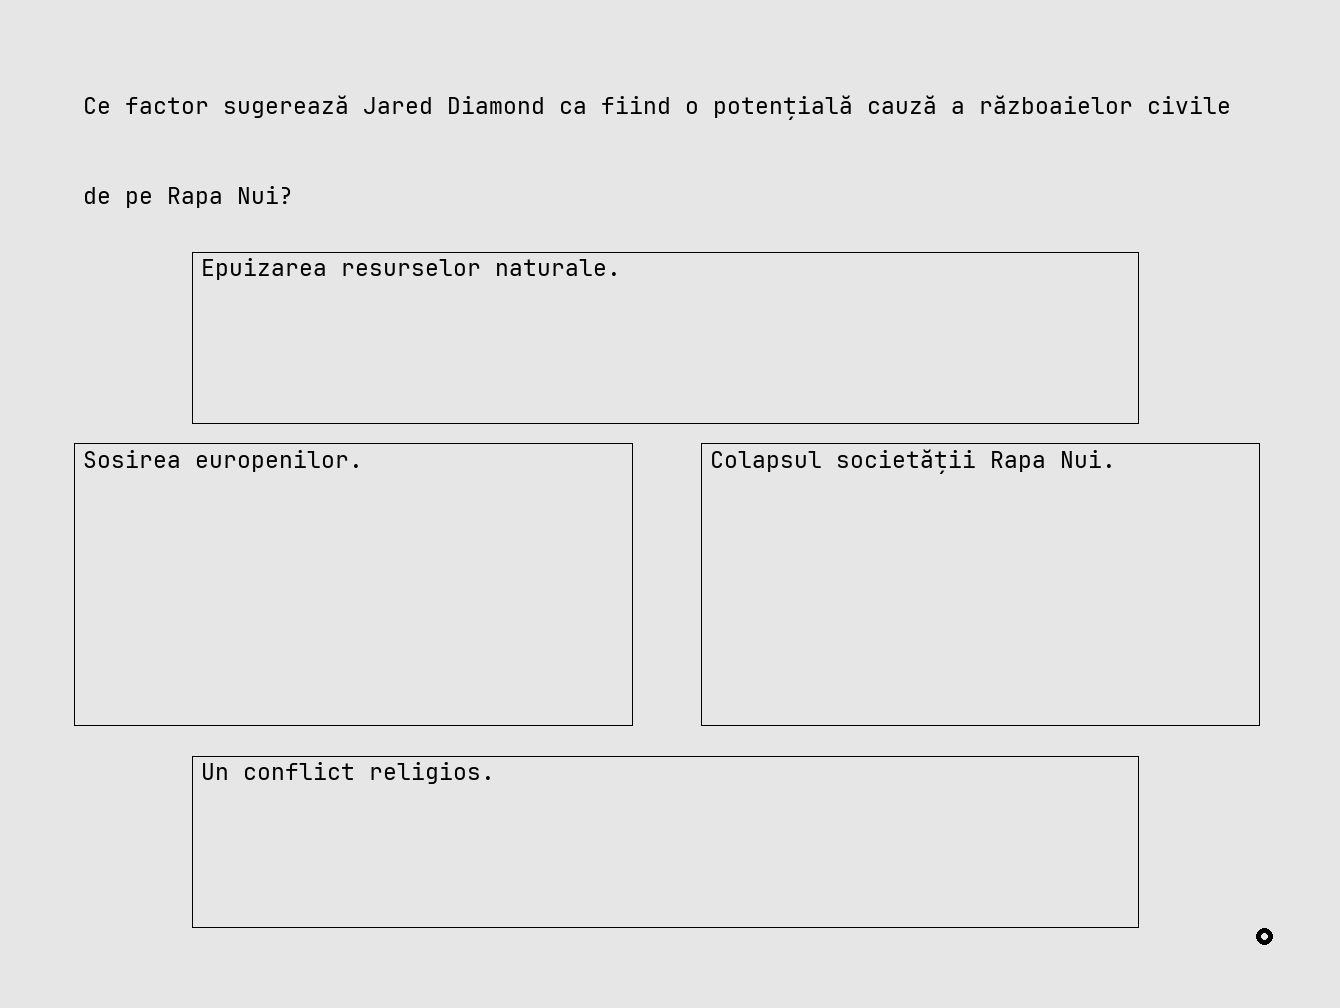 Ce factor sugerează Jared Diamond ca fiind o potențială cauză a războaielor civile
de pe Rapa Nui?
Epuizarea resurselor naturale.
Sosirea europenilor.
Colapsul societății Rapa Nui.
Un conflict religios.